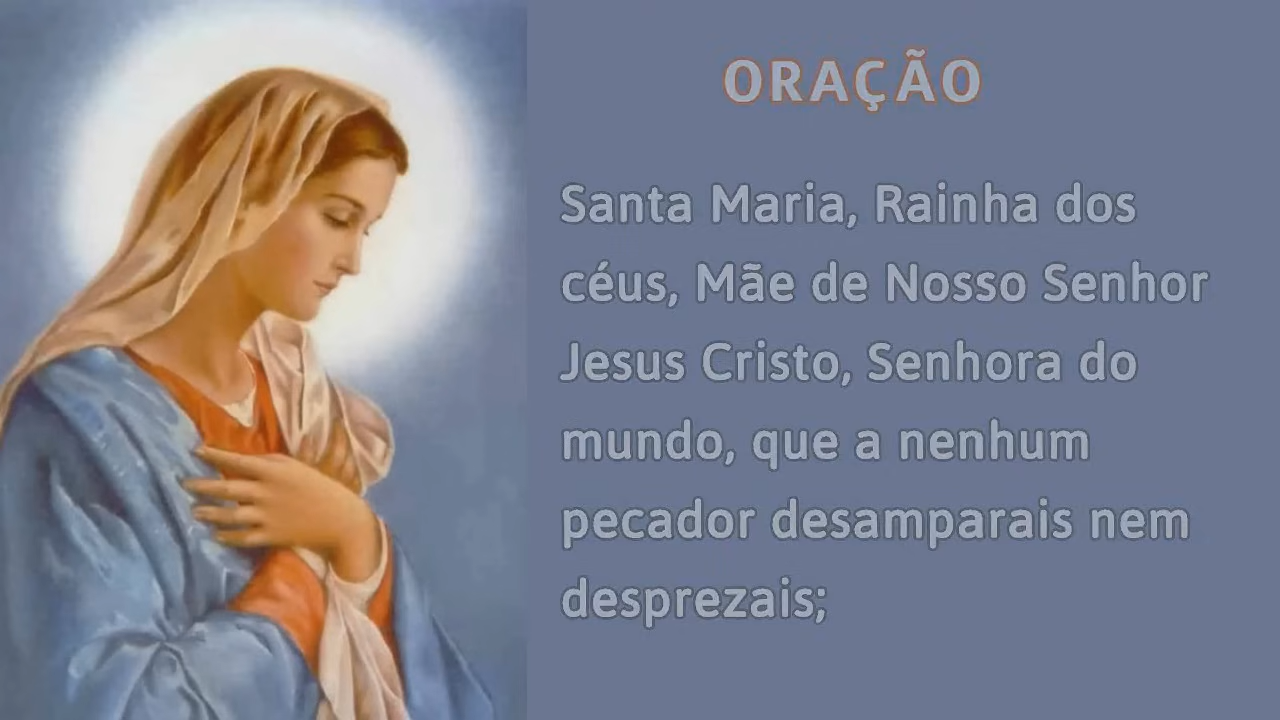 ORAÇÃO
Santa Maria, Rainha dos
céus, Mãe de Nosso Senhor
Jesus Cristo, Senhora do
mundo, que a nenhum
pecador desamparais nem
desprezais;